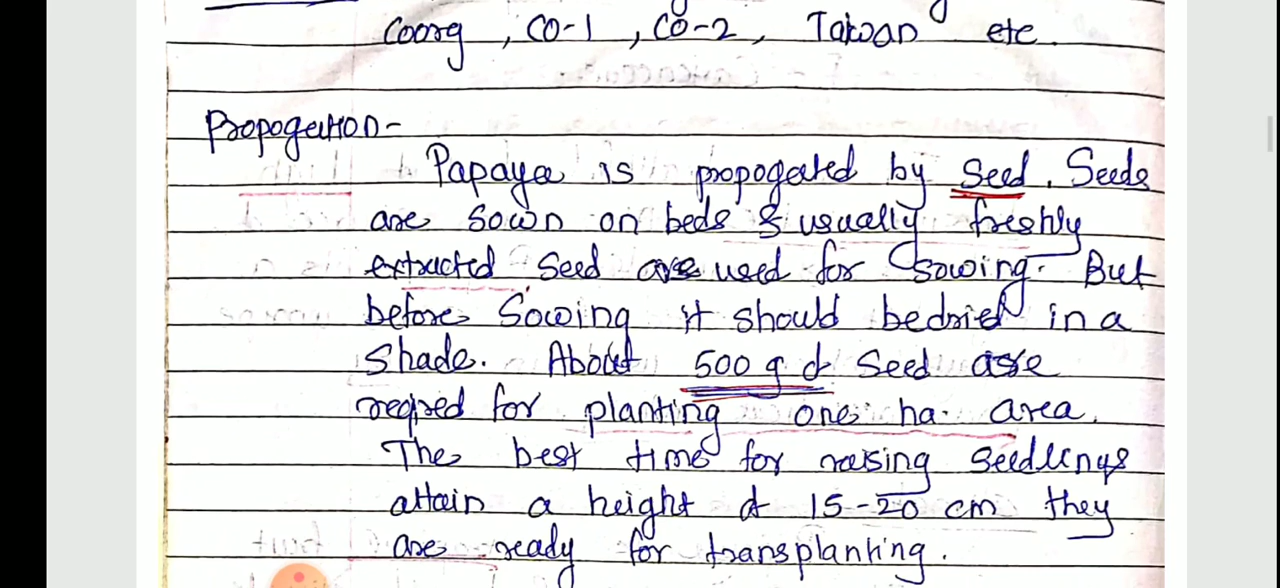 Coorg, CO-1, CO-2, Taiwan etc.
Propogation-
Papaya is propogated by Seed. Seeds
are sown on beds & usually freshly
extracted seed are used for sowing. But
before sowing it should be dried in a
shade. About 500 g of seed are
reqired for planting one ha. area.
The best time for raising seedlings
attain a height of 15-20 cm they
are ready for transplanting.